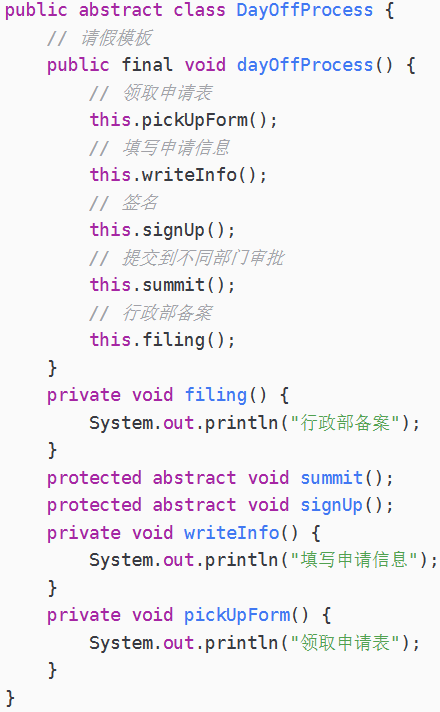 public abstract class DayOffProcess {
    // 请假模板
    public final void dayOffProcess() {
        // 领取申请表
        this.pickUpForm();
        // 填写申请信息
        this.writeInfo();
        // 签名
        this.signUp();
        // 提交到不同部门审批
        this.summit();
        // 行政部备案
        this.filing();
    }
    private void filing() {
        System.out.println("行政部备案");
    }
    protected abstract void summit();
    protected abstract void signUp();
    private void writeInfo() {
        System.out.println("填写申请信息");
    }
    private void pickUpForm() {
        System.out.println("领取申请表");
    }
}